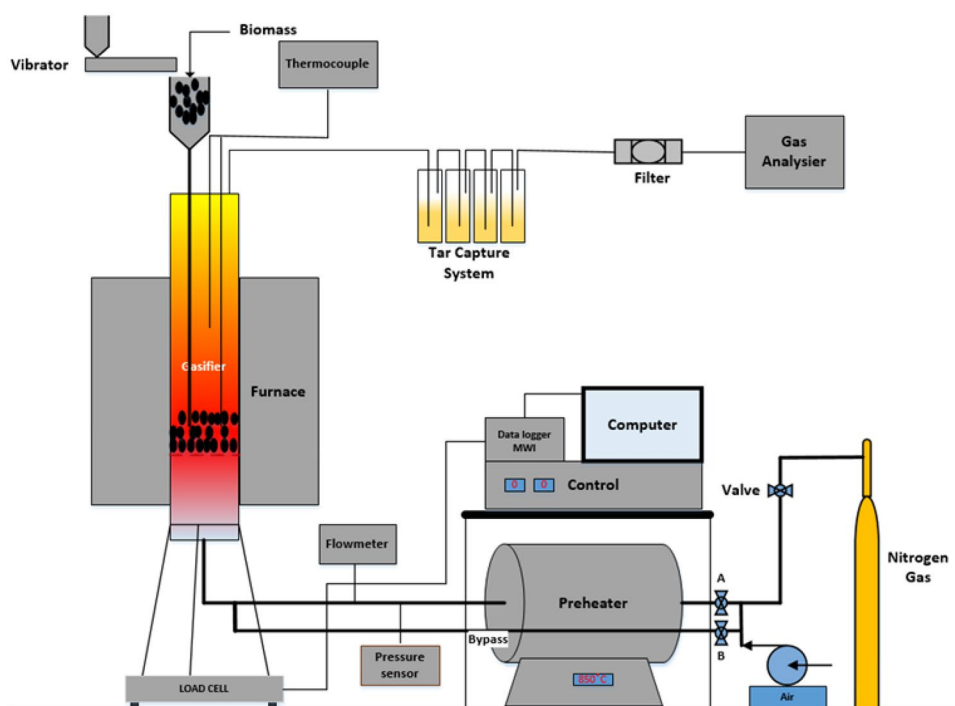 Biomass
Vibrator
Thermocouple
Gas
Analysier
Filter
Tar Capture
System
Gasifier
Furnace
Computer
Data logger
MWI
0 0
Control
Valve
Flowmeter
Nitrogen
Gas
A
Preheater
Bypass
B
Pressure
sensor
850°C
LOAD CELL
Air